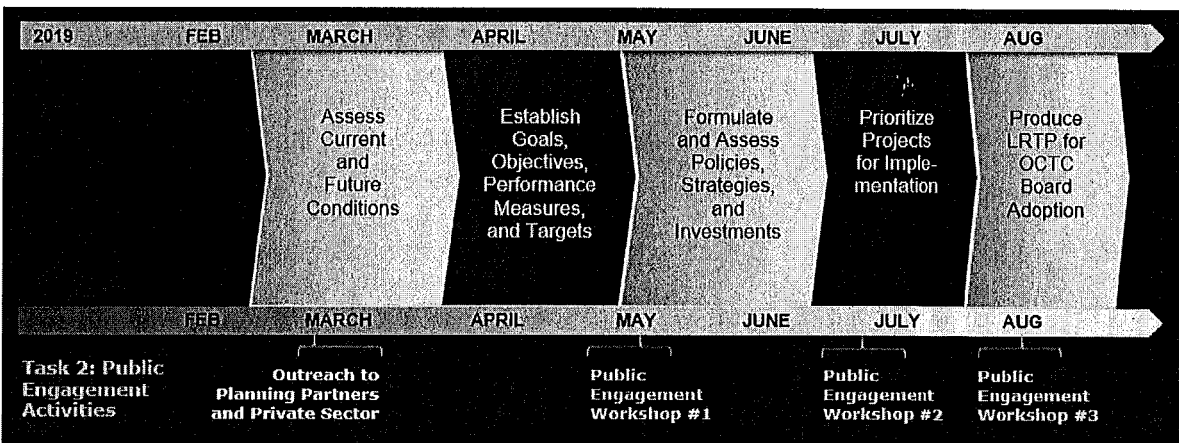 2019 FEB MARCH APRIL MAY JUNE JULY AUG
Assess
Current
and
Future
Conditions
Establish
Goals,
Objectives,
Performance
Measures,
and Targets
Formulate
and Assess
Policies,
Strategies,
and
Investments
Prioritize
Projects
for Imple-
mentation
Produce
LRTP for
OCTC
Board
Adoption
FEB MARCH APRIL MAY JUNE JULY AUG
Task 2: Public
Engagement
Activities
Outreach to
Planning Partners
and Private Sector
Public
Engagement
Workshop #1
Public
Engagement
Workshop #2
Public
Engagement
Workshop #3